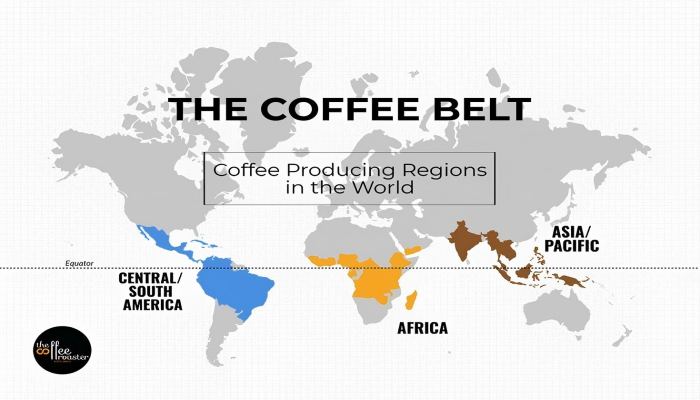 THE COFFEE BELT
Coffee Producing Regions
in the World
ASIA/
PACIFIC
Equator
CENTRAL/
SOUTH
AMERICA
AFRICA
the
coffee
roaster